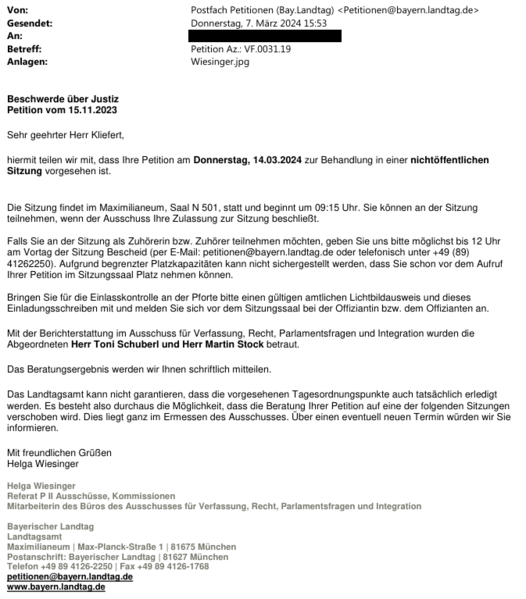 Von: Postfach Petitionen (Bay.Landtag) <Petitionen@bayern.landtag.de>
Gesendet: Donnerstag, 7. März 2024 15:53
An:
Betreff: Petition Az.: VF.0031.19
Anlagen: Wiesinger.jpg
Beschwerde über Justiz
Petition vom 15.11.2023
Sehr geehrter Herr Kliefert,
hiermit teilen wir mit, dass Ihre Petition am Donnerstag, 14.03.2024 zur Behandlung in einer nichtöffentlichen
Sitzung vorgesehen ist.
Die Sitzung findet im Maximilianeum, Saal N 501, statt und beginnt um 09:15 Uhr. Sie können an der Sitzung
teilnehmen, wenn der Ausschuss Ihre Zulassung zur Sitzung beschließt.
Falls Sie an der Sitzung als Zuhörerin bzw. Zuhörer teilnehmen möchten, geben Sie uns bitte möglichst bis 12 Uhr
am Vortag der Sitzung Bescheid (per E-Mail: petitionen@bayern.landtag.de oder telefonisch unter +49 (89)
41262250). Aufgrund begrenzter Platzkapazitäten kann nicht sichergestellt werden, dass Sie schon vor dem Aufruf
Ihrer Petition im Sitzungssaal Platz nehmen können.
Bringen Sie für die Einlasskontrolle an der Pforte bitte einen gültigen amtlichen Lichtbildausweis und dieses
Einladungsschreiben mit und melden Sie sich vor dem Sitzungssaal bei der Offiziantin bzw. dem Offizianten an.
Mit der Berichterstattung im Ausschuss für Verfassung, Recht, Parlamentsfragen und Integration wurden die
Abgeordneten Herr Toni Schuberl und Herr Martin Stock betraut.
Das Beratungsergebnis werden wir Ihnen schriftlich mitteilen.
Das Landtagsamt kann nicht garantieren, dass die vorgesehenen Tagesordnungspunkte auch tatsächlich erledigt
werden. Es besteht also durchaus die Möglichkeit, dass die Beratung Ihrer Petition auf eine der folgenden Sitzungen
verschoben wird. Dies liegt ganz im Ermessen des Ausschusses. Über einen eventuell neuen Termin würden wir Sie
informieren.
Mit freundlichen Grüßen
Helga Wiesinger
Helga Wiesinger
Referat P II Ausschüsse, Kommissionen
Mitarbeiterin des Büros des Ausschusses für Verfassung, Recht, Parlamentsfragen und Integration
Bayerischer Landtag
Landtagsamt
Maximilianeum | Max-Planck-Straße 1 | 81675 München
Postanschrift: Bayerischer Landtag | 81627 München
Telefon +49 89 4126-2250 | Fax +49 89 4126-1768
petitionen@bayern.landtag.de
www.bayern.landtag.de